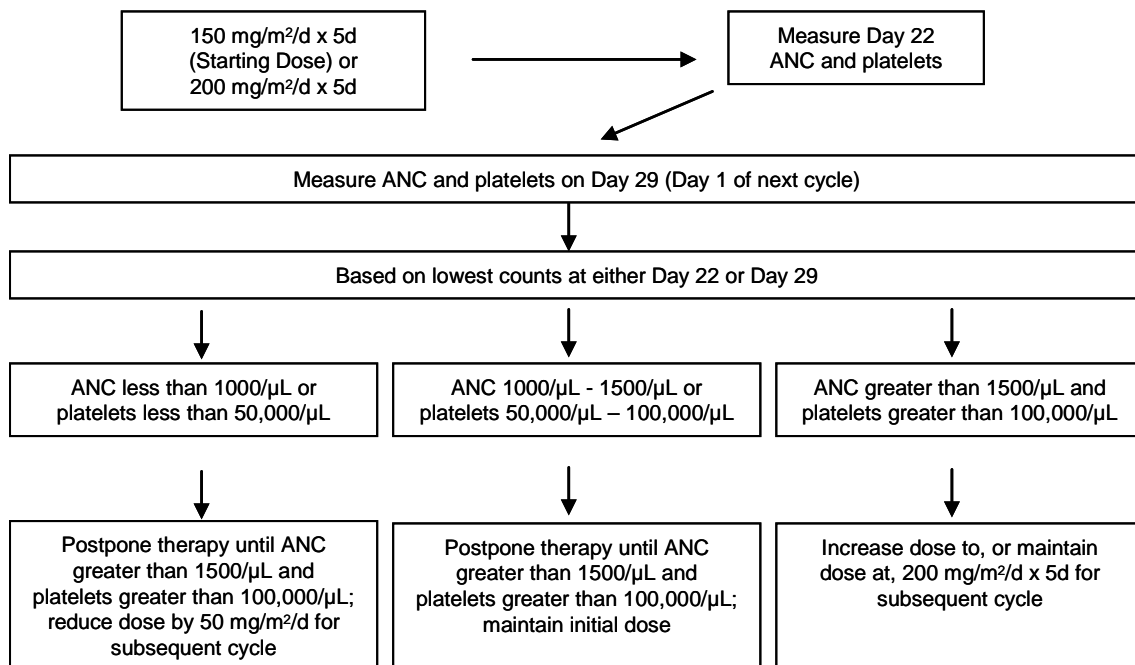 150 mg/m²/d x 5d
(Starting Dose) or
200 mg/m²/d x 5d
Measure Day 22
ANC and platelets
Measure ANC and platelets on Day 29 (Day 1 of next cycle)
Based on lowest counts at either Day 22 or Day 29
ANC less than 1000/µL or
platelets less than 50,000/µL
ANC 1000/µL - 1500/µL or
platelets 50,000/µL – 100,000/µL
ANC greater than 1500/µL and
platelets greater than 100,000/µL
Postpone therapy until ANC
greater than 1500/µL and
platelets greater than 100,000/µL;
reduce dose by 50 mg/m²/d for
subsequent cycle
Postpone therapy until ANC
greater than 1500/µL and
platelets greater than 100,000/µL;
maintain initial dose
Increase dose to, or maintain
dose at, 200 mg/m²/d x 5d for
subsequent cycle